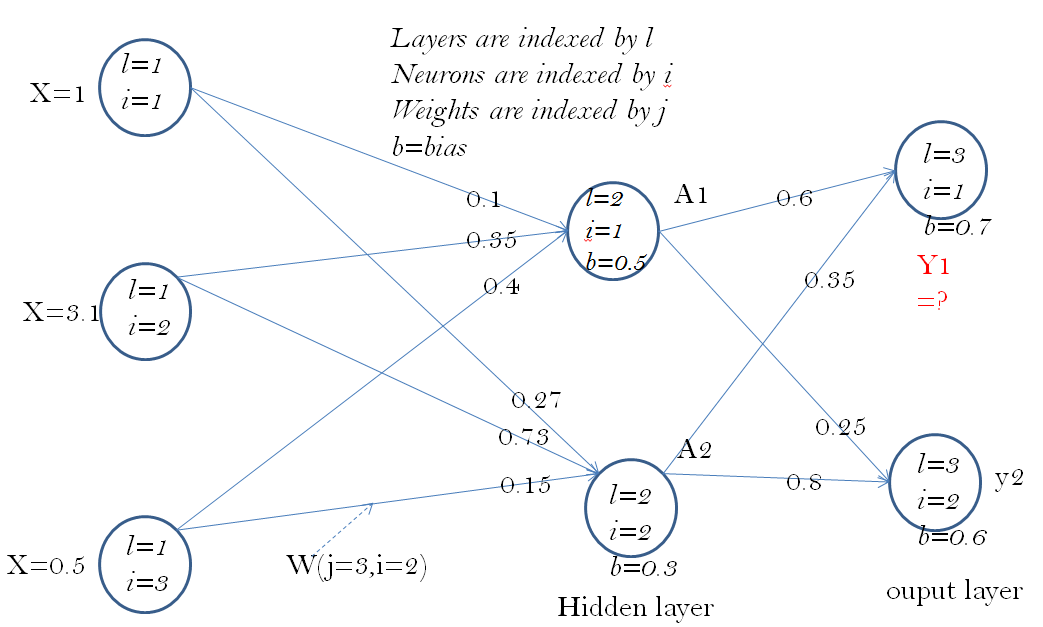 Layers are indexed by l
Neurons are indexed by i
Weights are indexed by j
b=bias
X=1
l=1
i=1
X=3.1
l=1
i=2
X=0.5
l=1
i=3
0.1
0.35
0.4
0.27
0.73
0.15
W(j=3,i=2)
A1
l=2
i=1
b=0.5
A2
l=2
i=2
b=0.3
Hidden layer
0.6
0.35
0.25
0.8
l=3
i=1
b=0.7
Y1
=?
l=3
i=2
b=0.6
y2
ouput layer